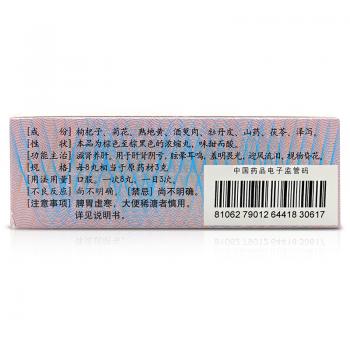 [成　份] 枸杞子、菊花、熟地黄、酒萸肉、牡丹皮、山药、茯苓、泽泻。
[性　状] 本品为棕色至棕黑色的浓缩丸，味甜而酸。
[功能主治] 滋肾养肝。用于肝肾阴亏，眩晕耳鸣，羞明畏光，迎风流泪，视物昏花。
[规　格] 每8丸相当于原药材3克
[用法用量] 口服。一次8丸，一日3次。
[不良反应] 尚不明确。[禁忌] 尚不明确。
[注意事项] 脾胃虚寒，大便稀溏者慎用。
详见说明书。
中国药品电子监管码
81062 79012 64418 30617